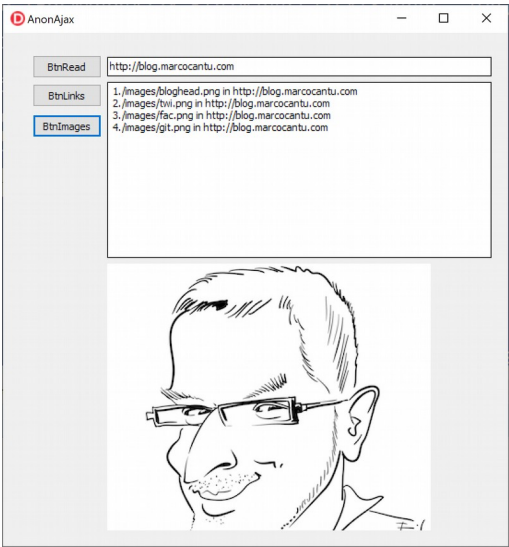 AnonAjax
BtnRead
http://blog.marcocantu.com
BtnLinks
BtnImages
1./images/bloghead.png in http://blog.marcocantu.com
2./images/twi.png in http://blog.marcocantu.com
3./images/fac.png in http://blog.marcocantu.com
4./images/git.png in http://blog.marcocantu.com